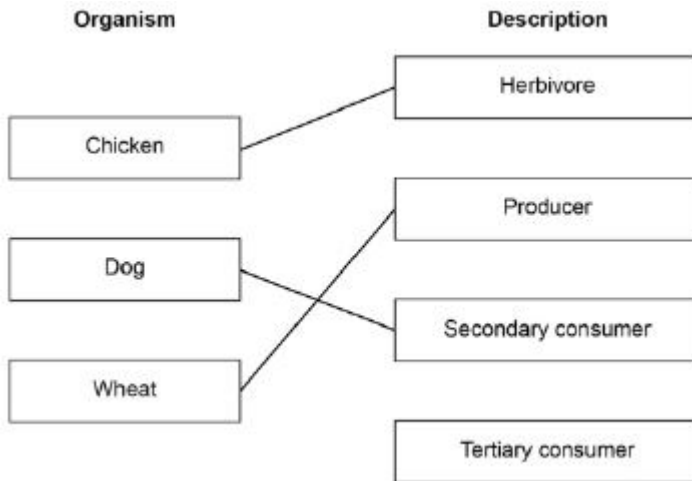 Organism
Description
Herbivore
Chicken
Producer
Dog
Secondary consumer
Wheat
Tertiary consumer